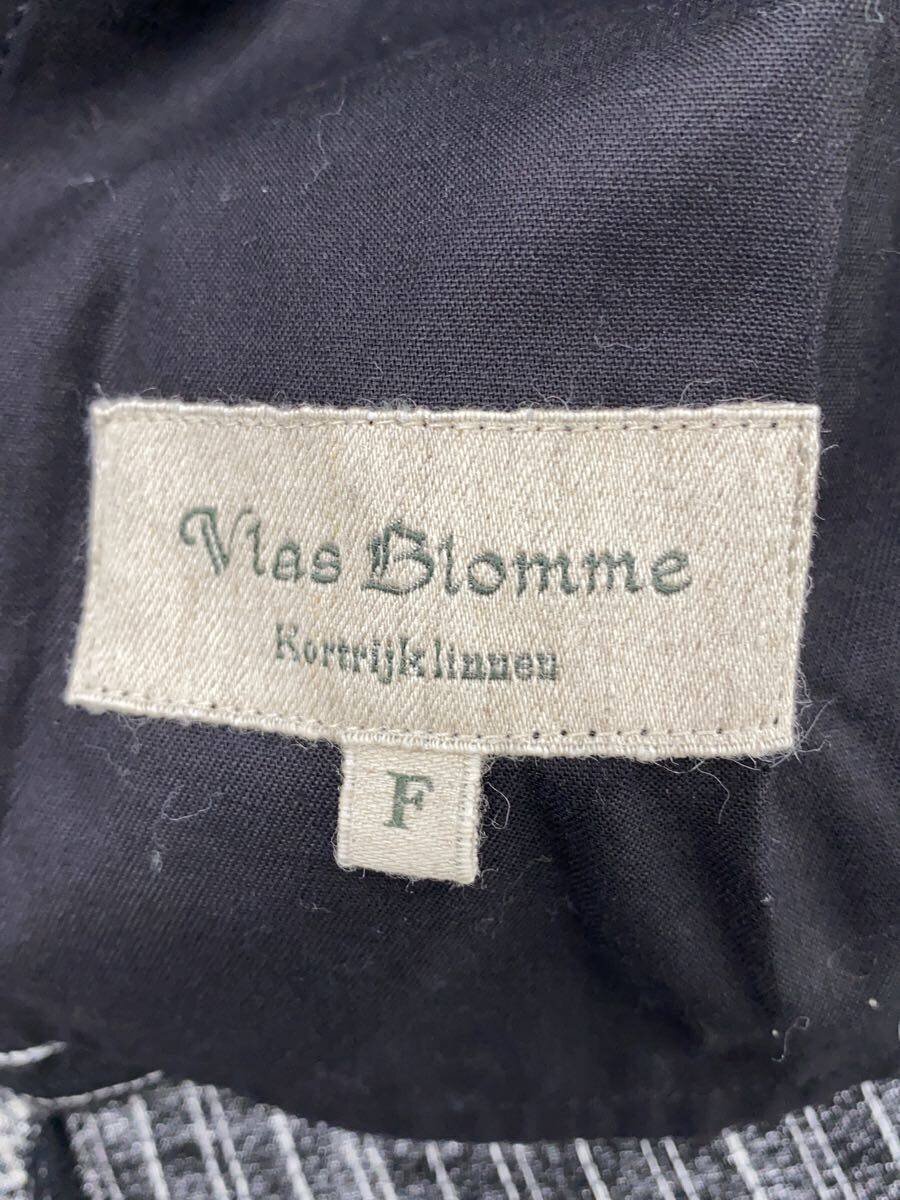 Vlas Blomme
Kortrijk linnen
F